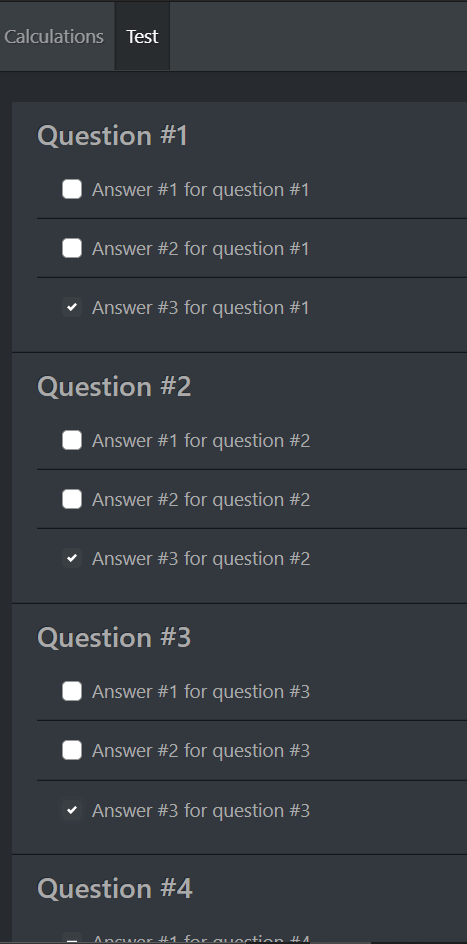 Calculations Test
Question #1
Answer #1 for question #1
Answer #2 for question #1
Answer #3 for question #1
Question #2
Answer #1 for question #2
Answer #2 for question #2
Answer #3 for question #2
Question #3
Answer #1 for question #3
Answer #2 for question #3
Answer #3 for question #3
Question #4
Answer #1 for question #4